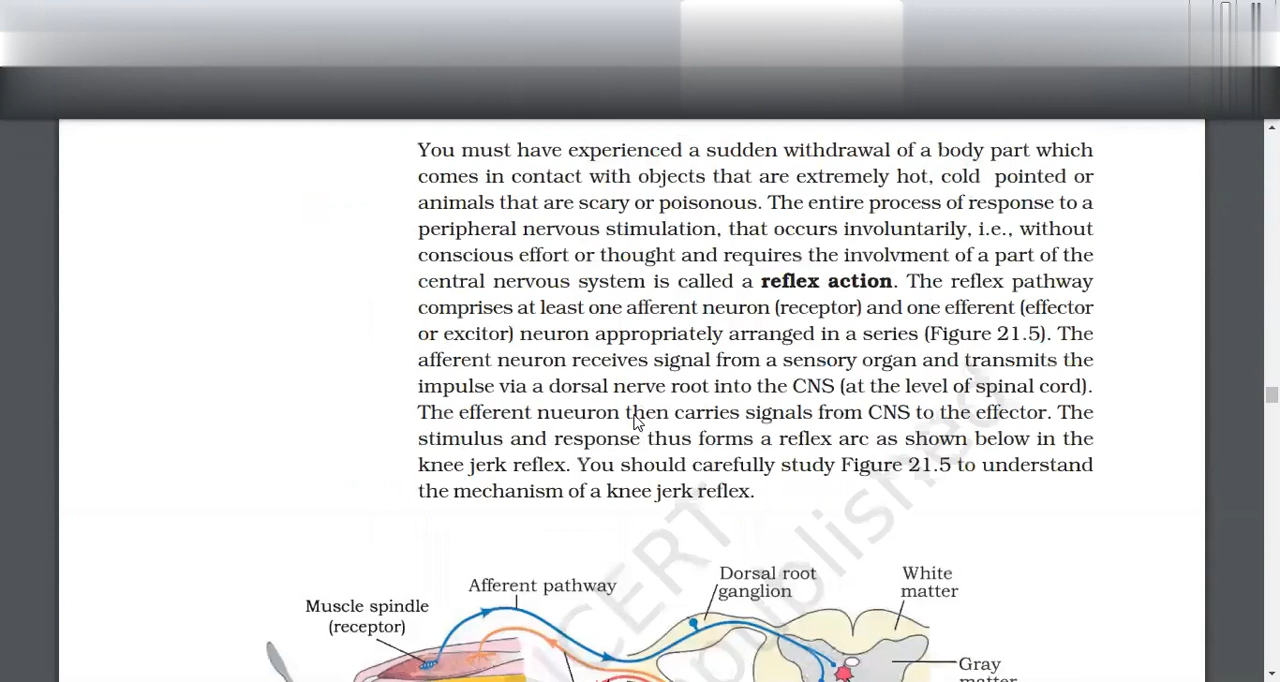 You must have experienced a sudden withdrawal of a body part which
comes in contact with objects that are extremely hot, cold  pointed or
animals that are scary or poisonous. The entire process of response to a
peripheral nervous stimulation, that occurs involuntarily, i.e., without
conscious effort or thought and requires the involvment of a part of the
central nervous system is called a reflex action. The reflex pathway
comprises at least one afferent neuron (receptor) and one efferent (effector
or excitor) neuron appropriately arranged in a series (Figure 21.5). The
afferent neuron receives signal from a sensory organ and transmits the
impulse via a dorsal nerve root into the CNS (at the level of spinal cord).
The efferent nueuron then carries signals from CNS to the effector. The
stimulus and response thus forms a reflex arc as shown below in the
knee jerk reflex. You should carefully study Figure 21.5 to understand
the mechanism of a knee jerk reflex.
Afferent pathway
Dorsal root
ganglion
White
matter
Muscle spindle
(receptor)
Gray
matter
NCERT
published